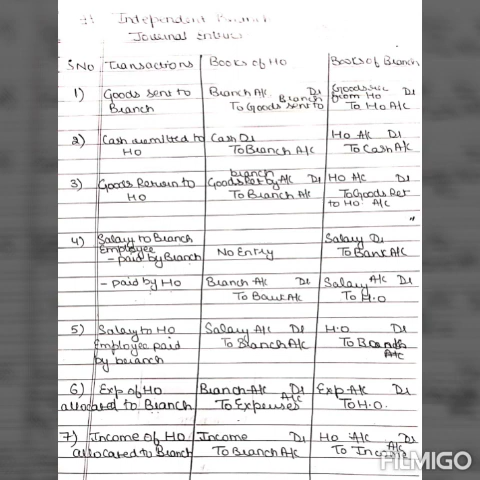 Independent Branch
Journal entries
S No Transactions Books of HO Books of Branch
1) Goods sent to Branch A/c Dr Goods rec Dr
Branch To Goods sent to Branch from HO
To HO A/c
2) Cash remitted to Cash Dr HO A/c Dr
HO To Branch A/c To Cash A/c
3) Goods Return to Goods Ret by branch A/c Dr HO A/c Dr
HO To Branch A/c To Goods Ret
to HO A/c
"
4) Salary to Branch Salary Dr
Employee
- paid by Branch No Entry To Bank A/c
- paid by HO Branch A/c Dr Salary A/c Dr
To Bank A/c To H.O
5) Salary to HO Salary A/c Dr H.O Dr
Employee paid To Branch A/c To
by branch A/c
6) Exp of HO Branch A/c Dr Exp A/c Dr
allocated to Branch To Expenses A/c To H.O.
7) Income of HO Income Dr HO A/c Dr
allocated to Branch To Branch A/c To Income
FILMIGO